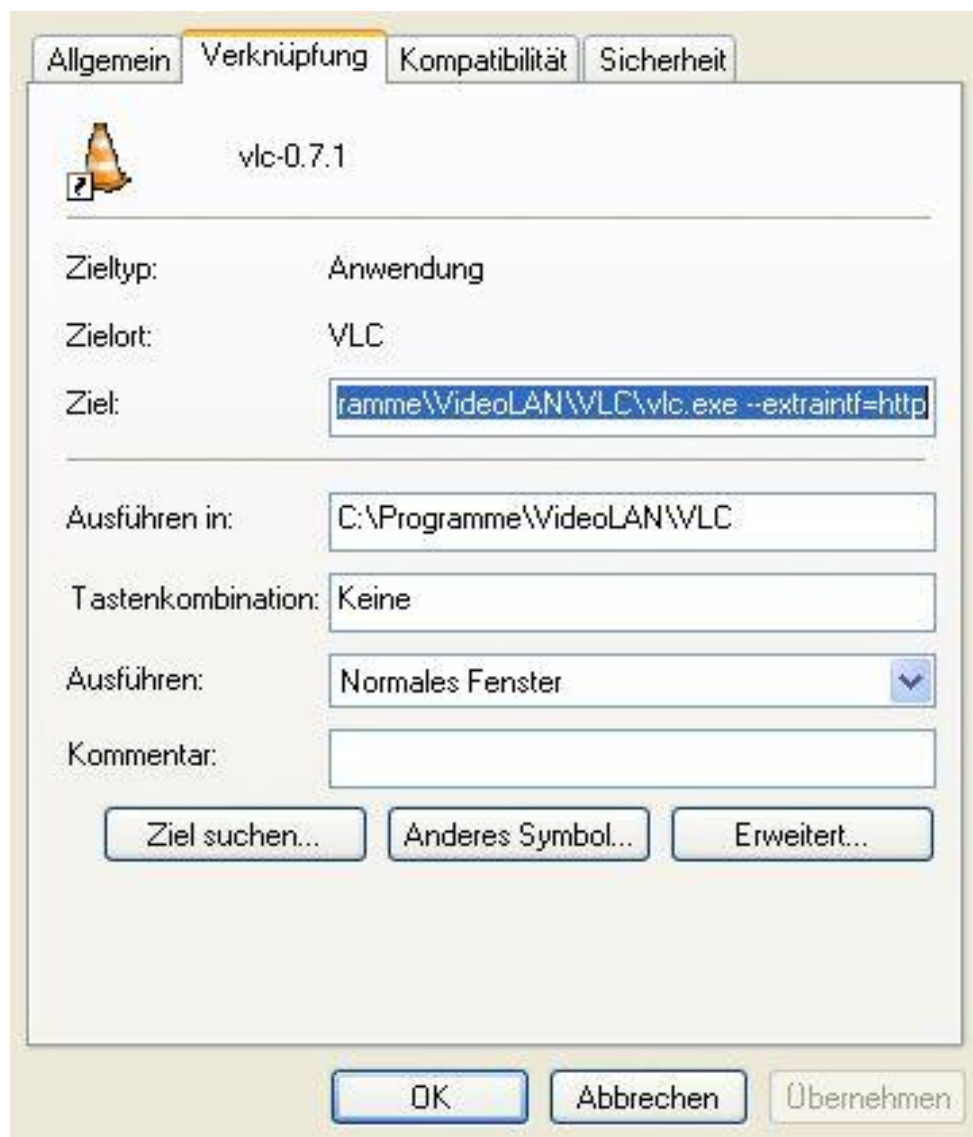 Allgemein Verknüpfung Kompatibilität Sicherheit
vlc-0.7.1
Zieltyp: Anwendung
Zielort: VLC
Ziel: ramme\VideoLAN\VLC\vlc.exe --extraintf=http
Ausführen in: C:\Programme\VideoLAN\VLC
Tastenkombination: Keine
Ausführen: Normales Fenster
Kommentar:
Ziel suchen... Anderes Symbol... Erweitert...
OK Abbrechen Übernehmen